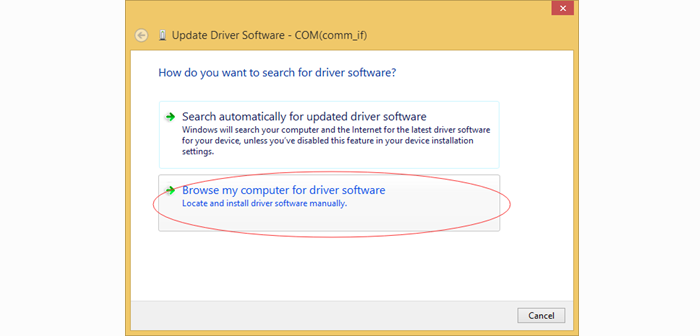 Update Driver Software - COM(comm_if)
How do you want to search for driver software?
Search automatically for updated driver software
Windows will search your computer and the Internet for the latest driver software
for your device, unless you've disabled this feature in your device installation
settings.
Browse my computer for driver software
Locate and install driver software manually.
Cancel